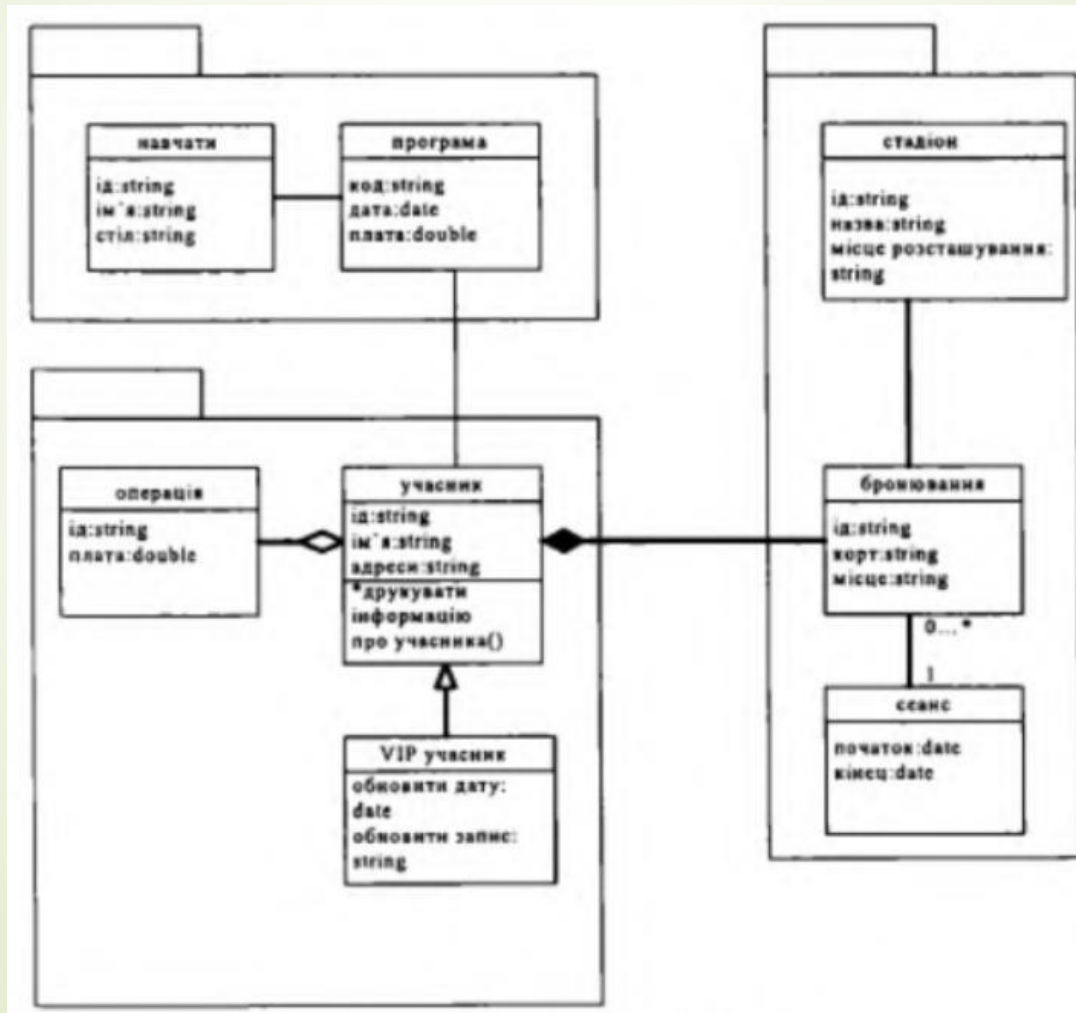 навчати
ід:string
ім`я:string
стіл:string
програма
код:string
дата:date
плата:double
операція
ід:string
плата:double
учасник
ід:string
ім`я:string
адреси:string
*друкувати
інформацію
про учасника()
VIP учасник
обновити дату:
date
обновити запис:
string
стадіон
ід:string
назва:string
місце розсташування:
string
бронювання
ід:string
корт:string
місце:string
0...*
1
сеанс
початок:date
кінец:date